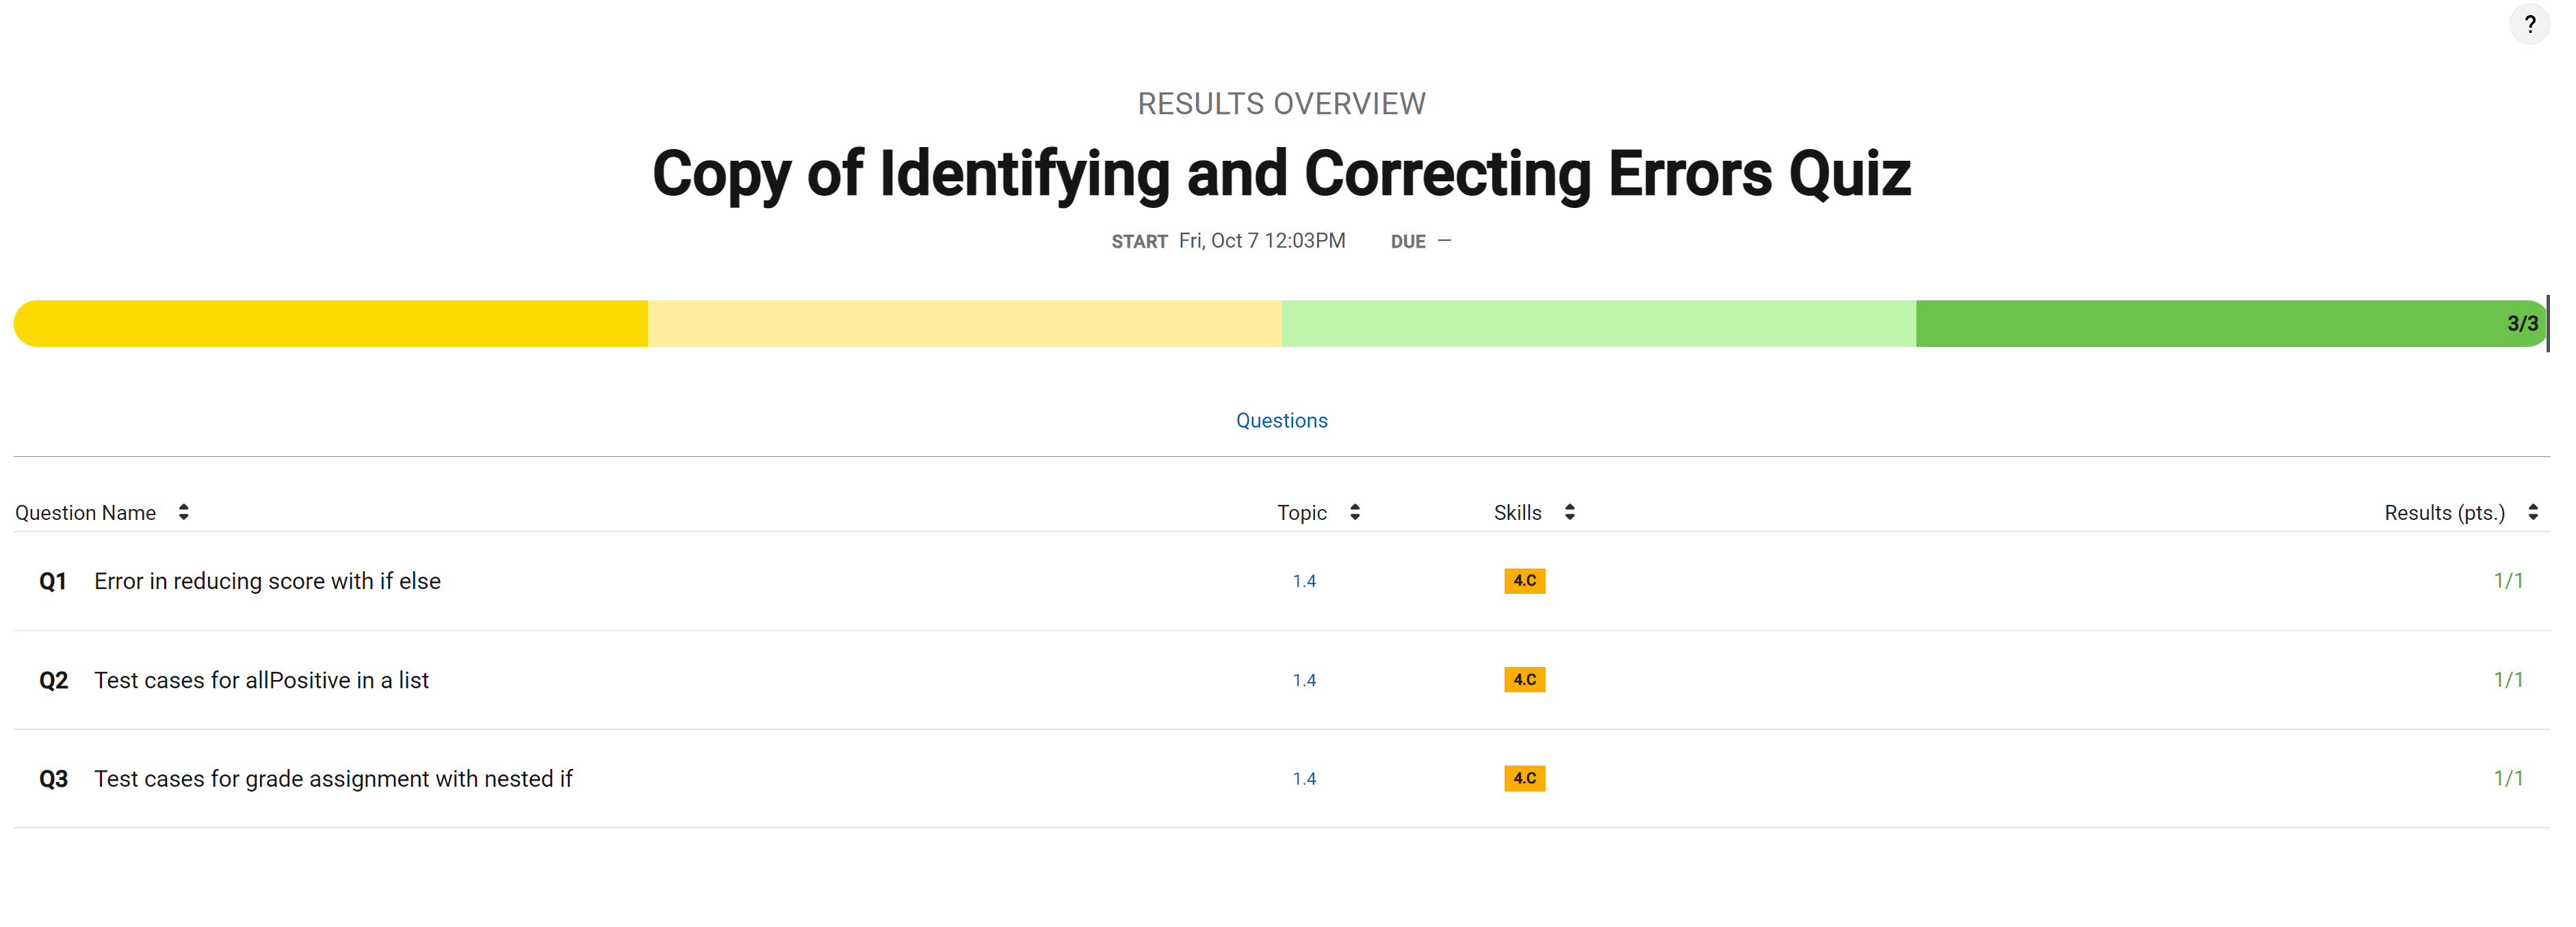 ?
RESULTS OVERVIEW
Copy of Identifying and Correcting Errors Quiz
START Fri, Oct 7 12:03PM DUE —
3/3
Questions
Question Name Topic Skills Results (pts.)
Q1 Error in reducing score with if else 1.4 4.C 1/1
Q2 Test cases for allPositive in a list 1.4 4.C 1/1
Q3 Test cases for grade assignment with nested if 1.4 4.C 1/1